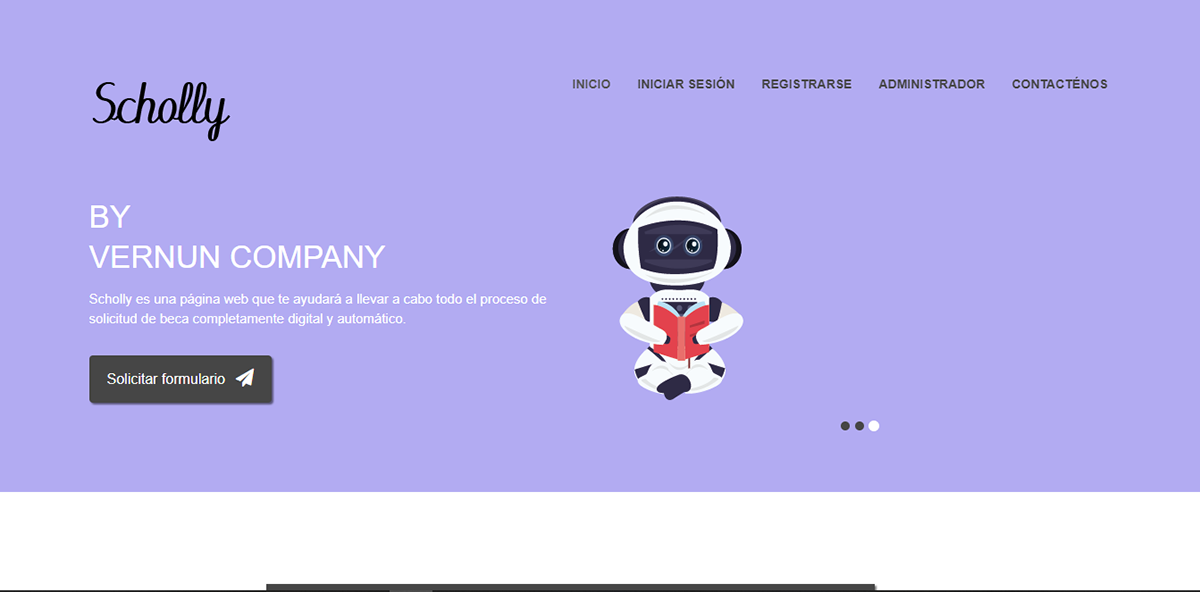 Scholly
INICIO INICIAR SESIÓN REGISTRARSE ADMINISTRADOR CONTACTÉNOS
BY
VERNUN COMPANY
Scholly es una página web que te ayudará a llevar a cabo todo el proceso de
solicitud de beca completamente digital y automático.
Solicitar formulario